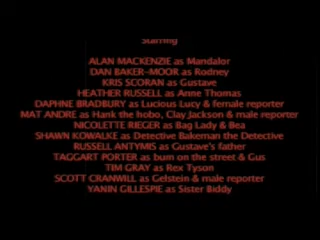 Starring
ALAN MACKENZIE as Mandalor
DAN BAKER-MOOR as Rodney
KRIS SCORAN as Gustave
HEATHER RUSSELL as Anne Thomas
DAPHNE BRADBURY as Lucious Lucy & female reporter
MAT ANDRE as Hank the hobo, Clay Jackson & male reporter
NICOLETTE RIEGER as Bag Lady & Bea
SHAWN KOWALKE as Detective Bakeman the Detective
RUSSELL ANTYMIS as Gustave's father
TAGGART PORTER as bum on the street & Gus
TIM GRAY as Rex Tyson
SCOTT CRANWILL as Gelstein & male reporter
YANIN GILLESPIE as Sister Biddy